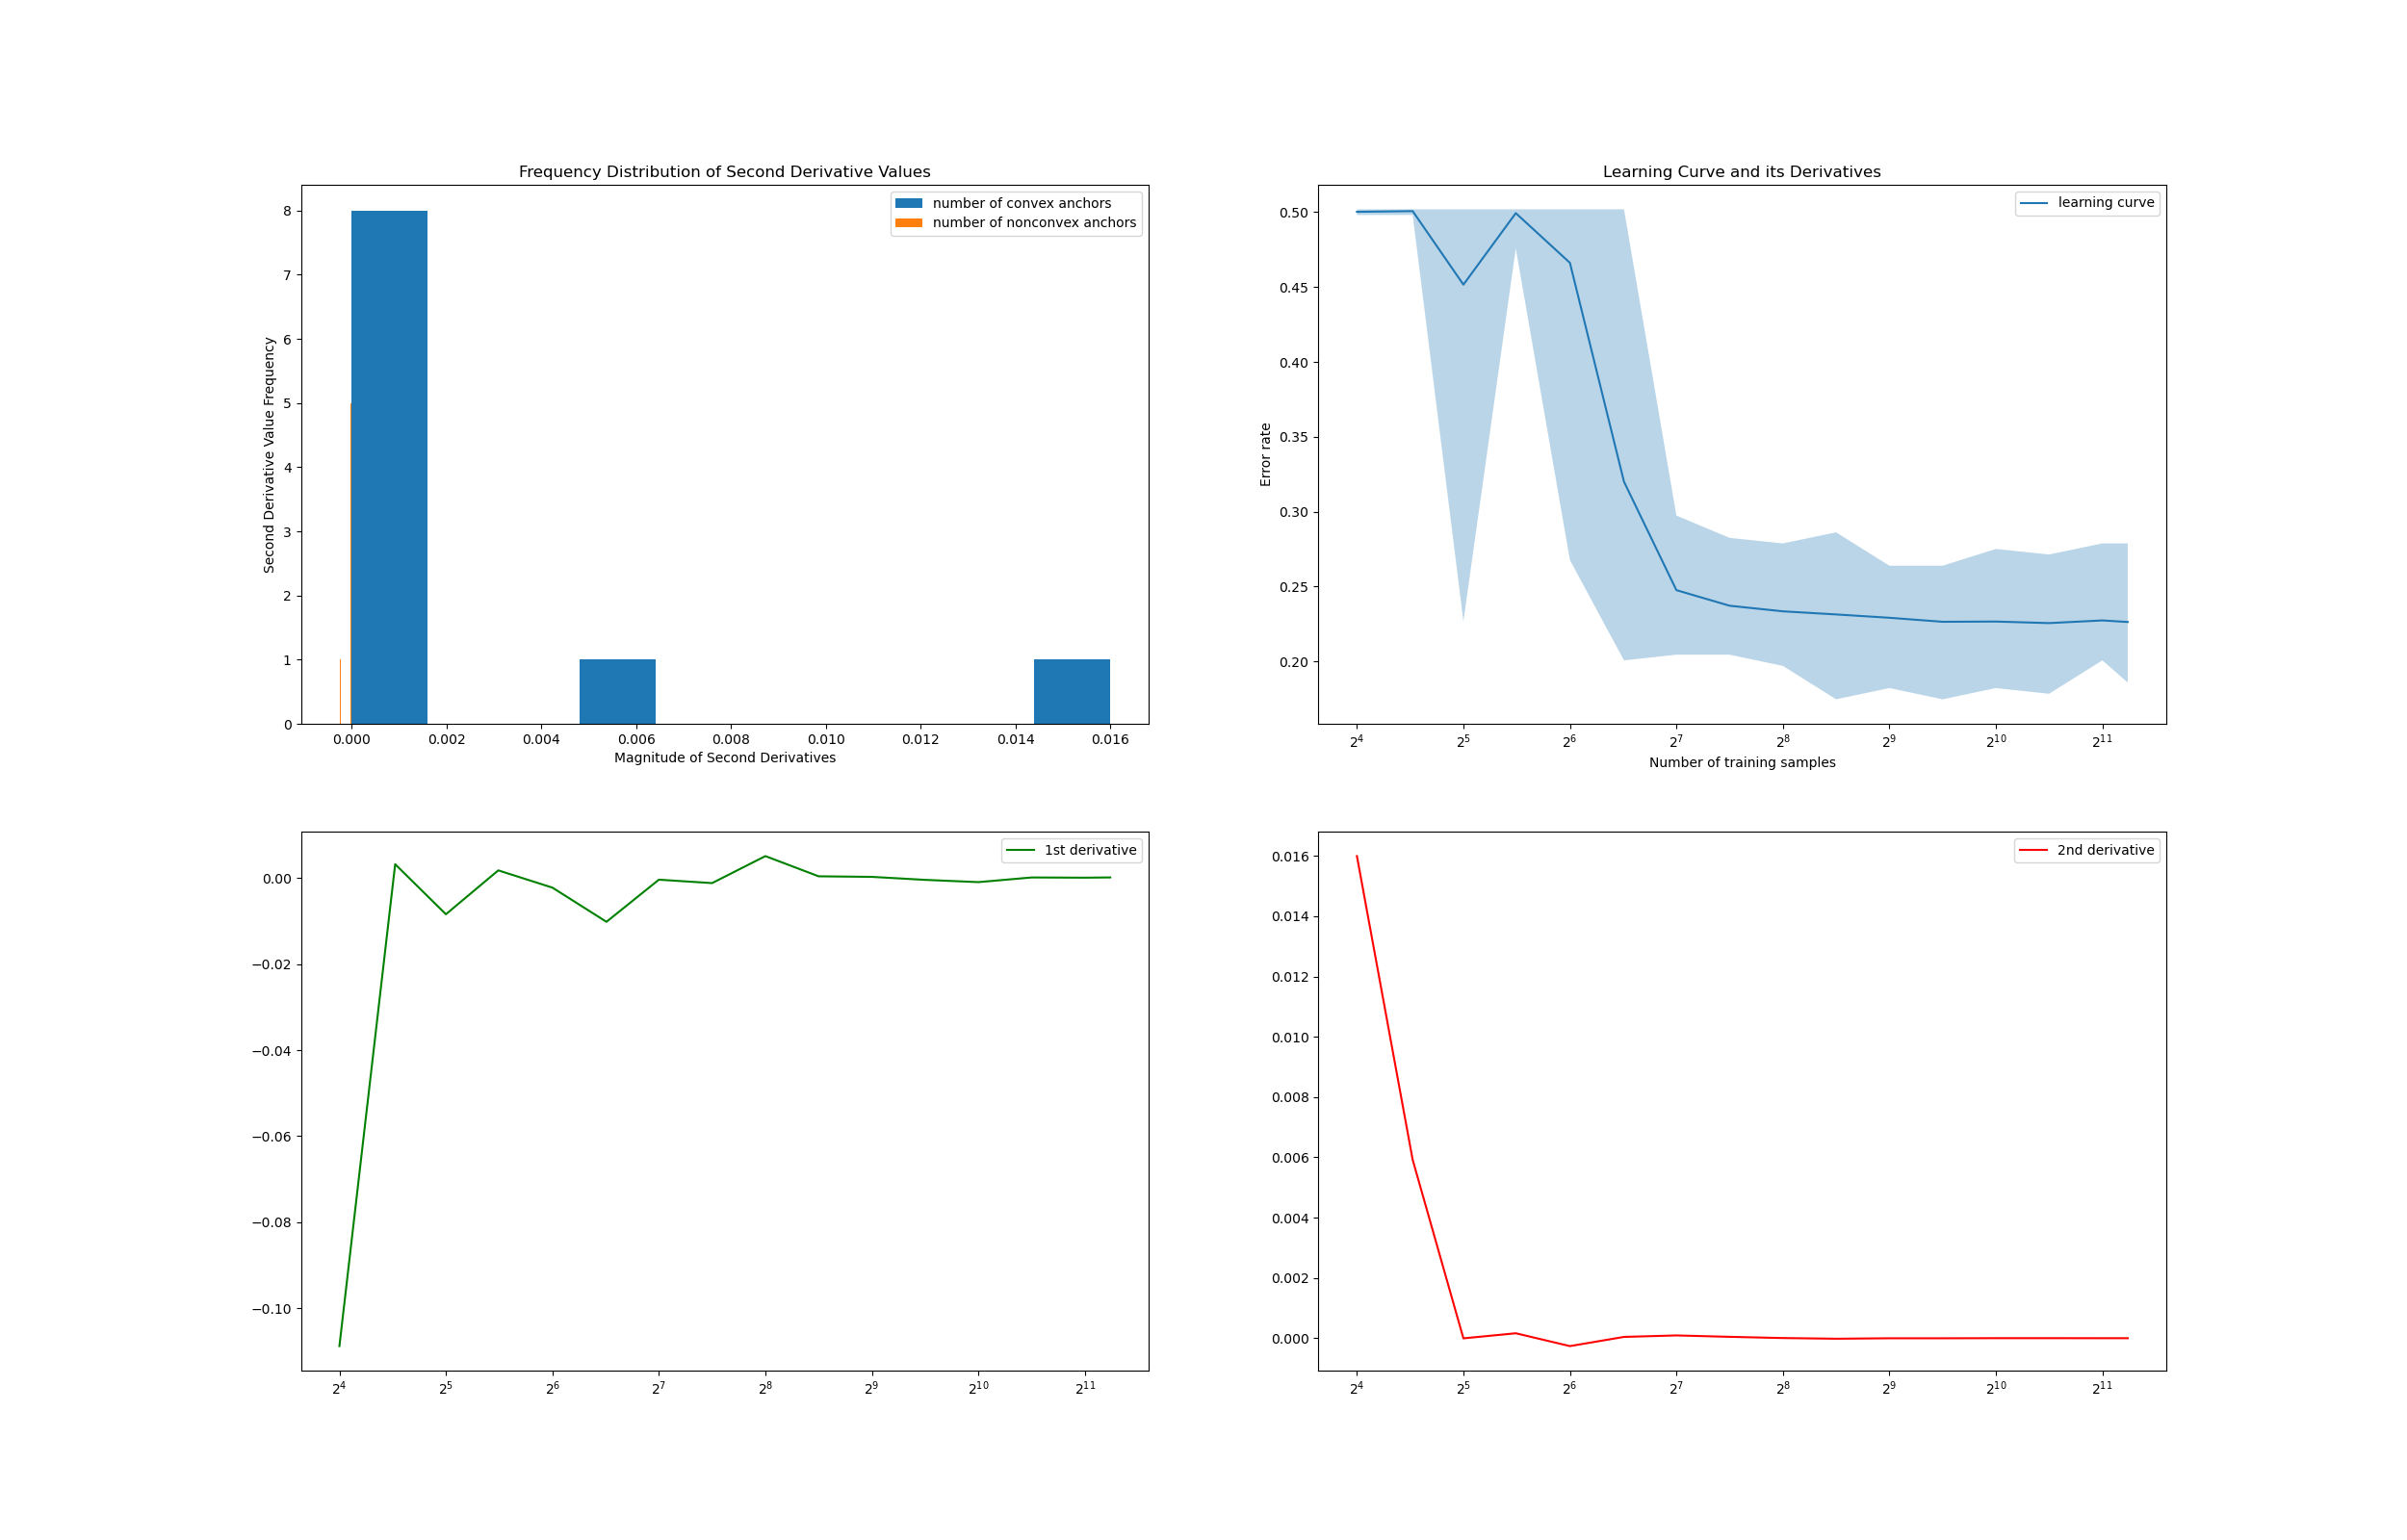 Frequency Distribution of Second Derivative Values
number of convex anchors
number of nonconvex anchors
8
7
6
5
4
3
2
1
0
Second Derivative Value Frequency
0.000 0.002 0.004 0.006 0.008 0.010 0.012 0.014 0.016
Magnitude of Second Derivatives
Learning Curve and its Derivatives
learning curve
0.50
0.45
0.40
0.35
0.30
0.25
0.20
Error rate
2⁴ 2⁵ 2⁶ 2⁷ 2⁸ 2⁹ 2¹⁰ 2¹¹
Number of training samples
1st derivative
0.00
−0.02
−0.04
−0.06
−0.08
−0.10
2⁴ 2⁵ 2⁶ 2⁷ 2⁸ 2⁹ 2¹⁰ 2¹¹
2nd derivative
0.016
0.014
0.012
0.010
0.008
0.006
0.004
0.002
0.000
2⁴ 2⁵ 2⁶ 2⁷ 2⁸ 2⁹ 2¹⁰ 2¹¹